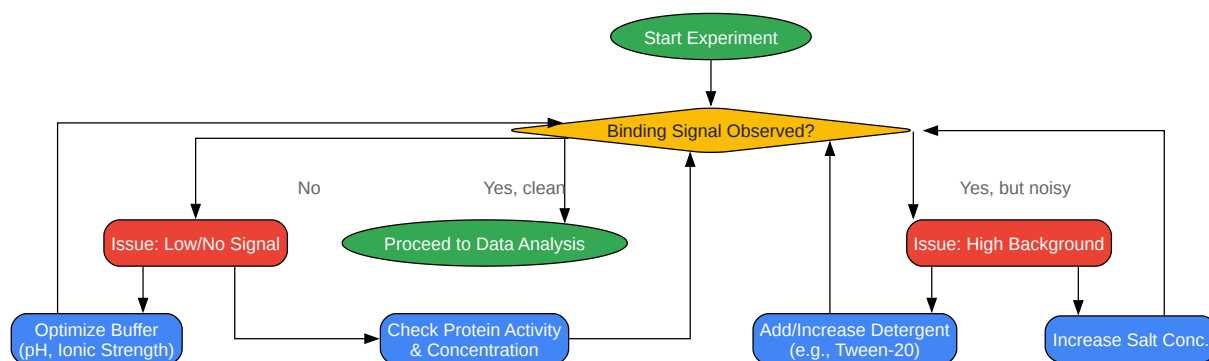 Start Experiment
Binding Signal Observed?
No
Yes, clean
Yes, but noisy
Issue: Low/No Signal
Proceed to Data Analysis
Issue: High Background
Optimize Buffer
(pH, Ionic Strength)
Check Protein Activity
& Concentration
Add/Increase Detergent
(e.g., Tween-20)
Increase Salt Conc.